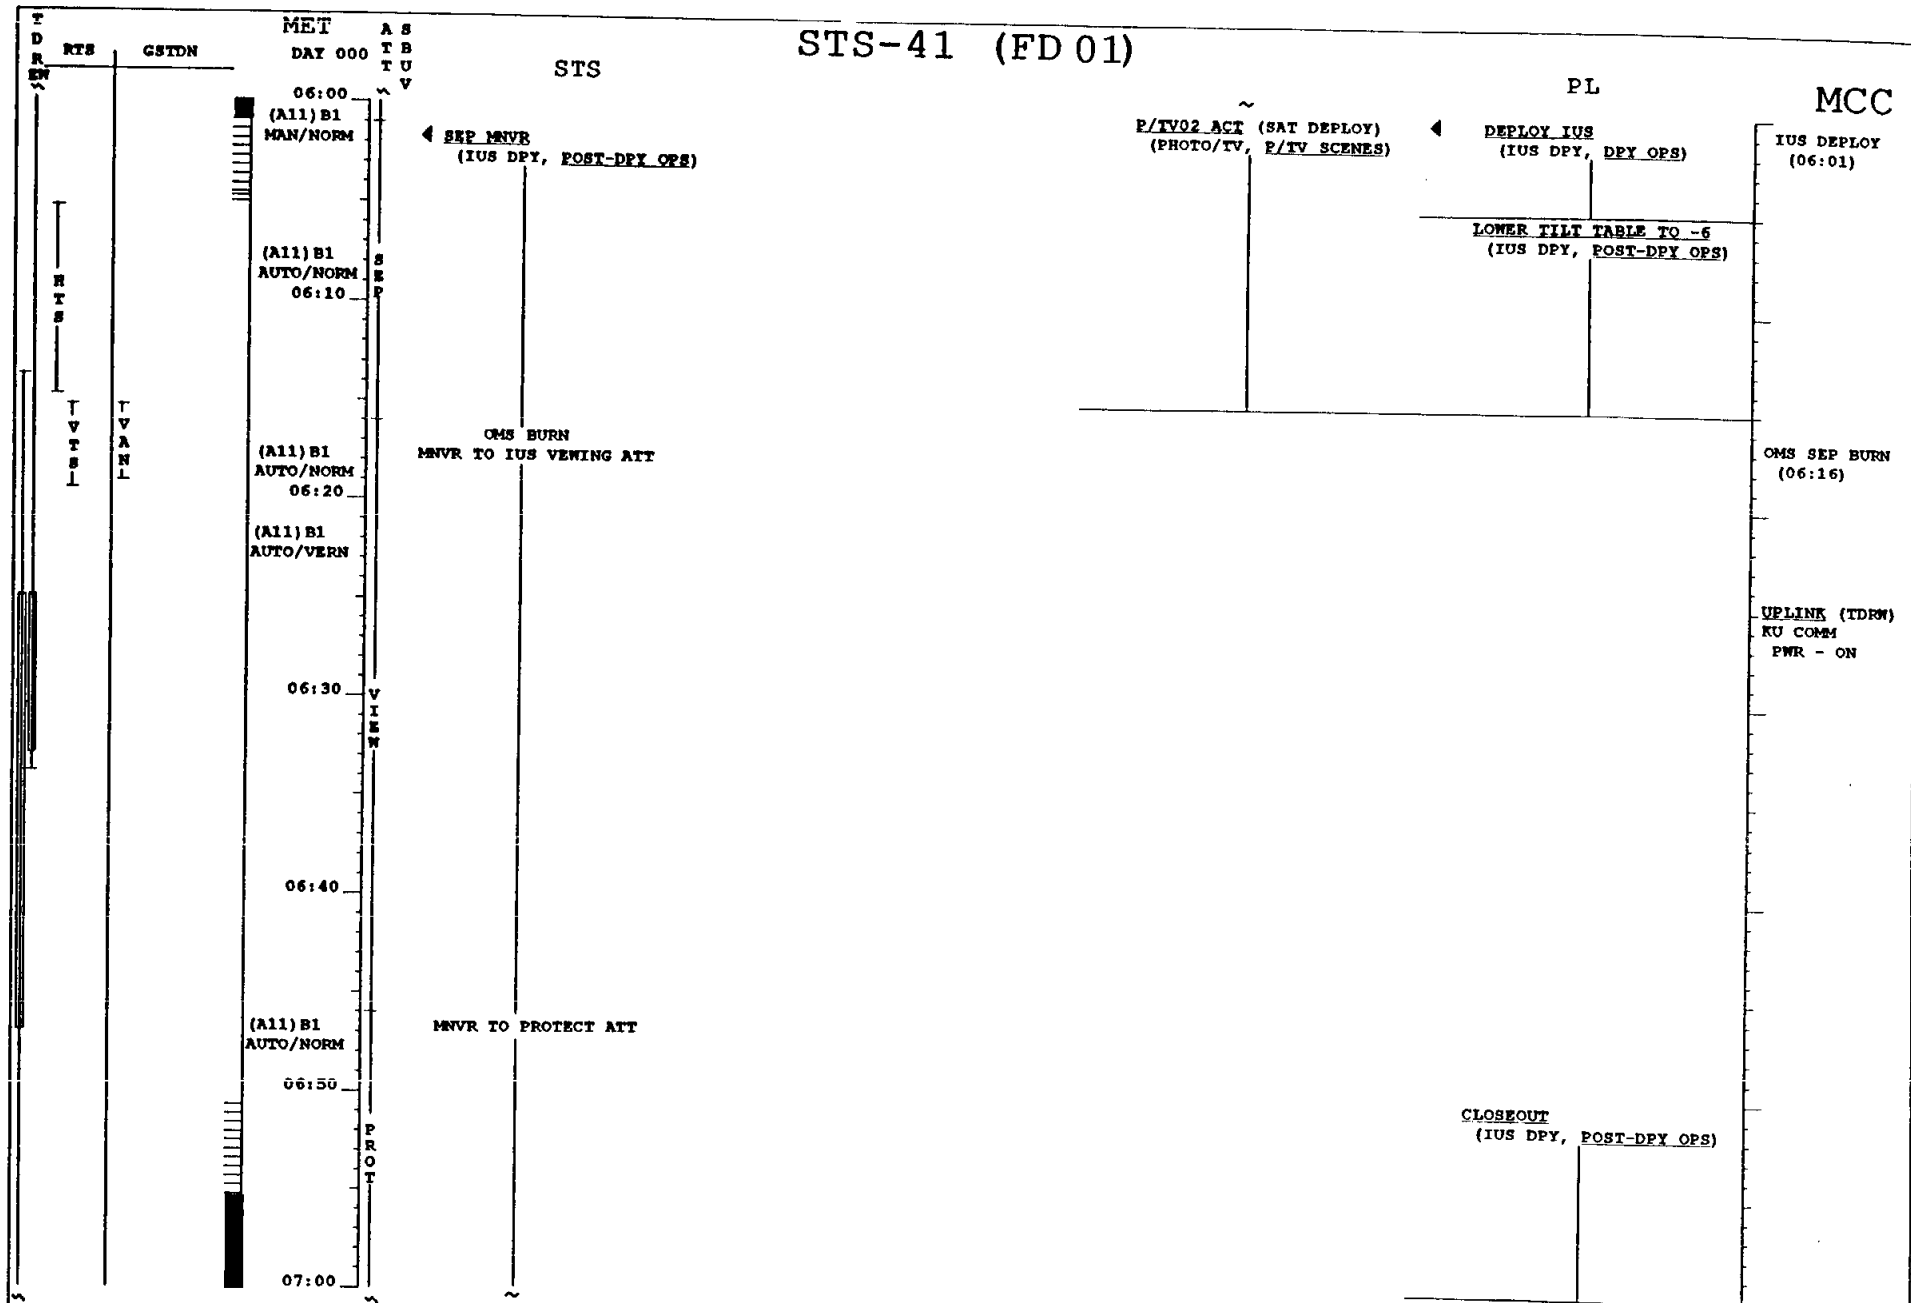 STS-41 (FD 01)
TDR
EW
RTS
GSTDN
MET
DAY 000
ATT
SBUV
STS
PL
MCC
06:00
(A11)B1
MAN/NORM
SEP MNVR
(IUS DPY, POST-DPY OPS)
P/TV02 ACT (SAT DEPLOY)
(PHOTO/TV, P/TV SCENES)
DEPLOY IUS
(IUS DPY, DPY OPS)
IUS DEPLOY
(06:01)
LOWER TILT TABLE TO -6
(IUS DPY, POST-DPY OPS)
HTS
(A11)B1
AUTO/NORM
SEP
06:10
VTS
VAN
OMS BURN
MNVR TO IUS VEWING ATT
(A11)B1
AUTO/NORM
06:20
OMS SEP BURN
(06:16)
(A11)B1
AUTO/VERN
UPLINK (TDRW)
KU COMM
PWR - ON
06:30
VIEW
06:40
(A11)B1
AUTO/NORM
MNVR TO PROTECT ATT
06:50
PROT
CLOSEOUT
(IUS DPY, POST-DPY OPS)
07:00